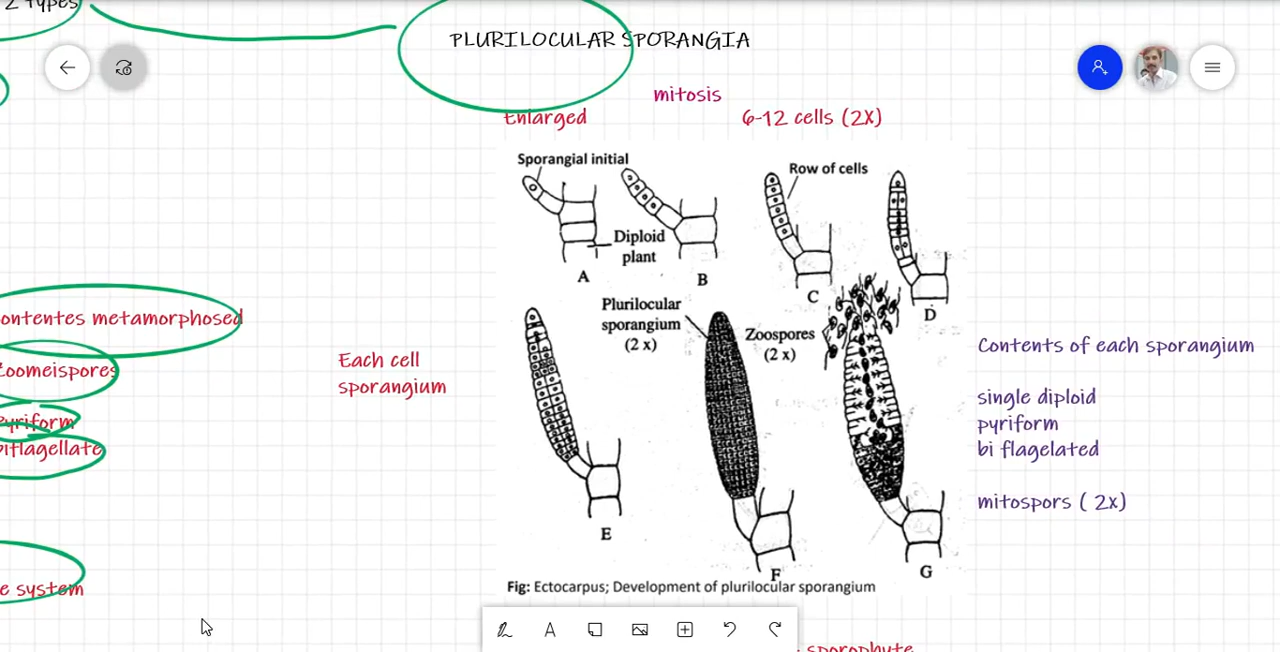 2 Types
PLURILOCULAR SPORANGIA
mitosis
Enlarged
6-12 cells (2X)
Sporangial initial
Row of cells
Diploid
plant
A
B
C
D
ontentes metamorphosed
Zoomeispores
Pyriform
biflagellate
Each cell
sporangium
Plurilocular
sporangium
(2 x)
Zoospores
(2 x)
Contents of each sporangium
single diploid
pyriform
bi flagelated
mitospors ( 2x)
E
F
G
Fig: Ectocarpus; Development of plurilocular sporangium
e system
A
sporophyte